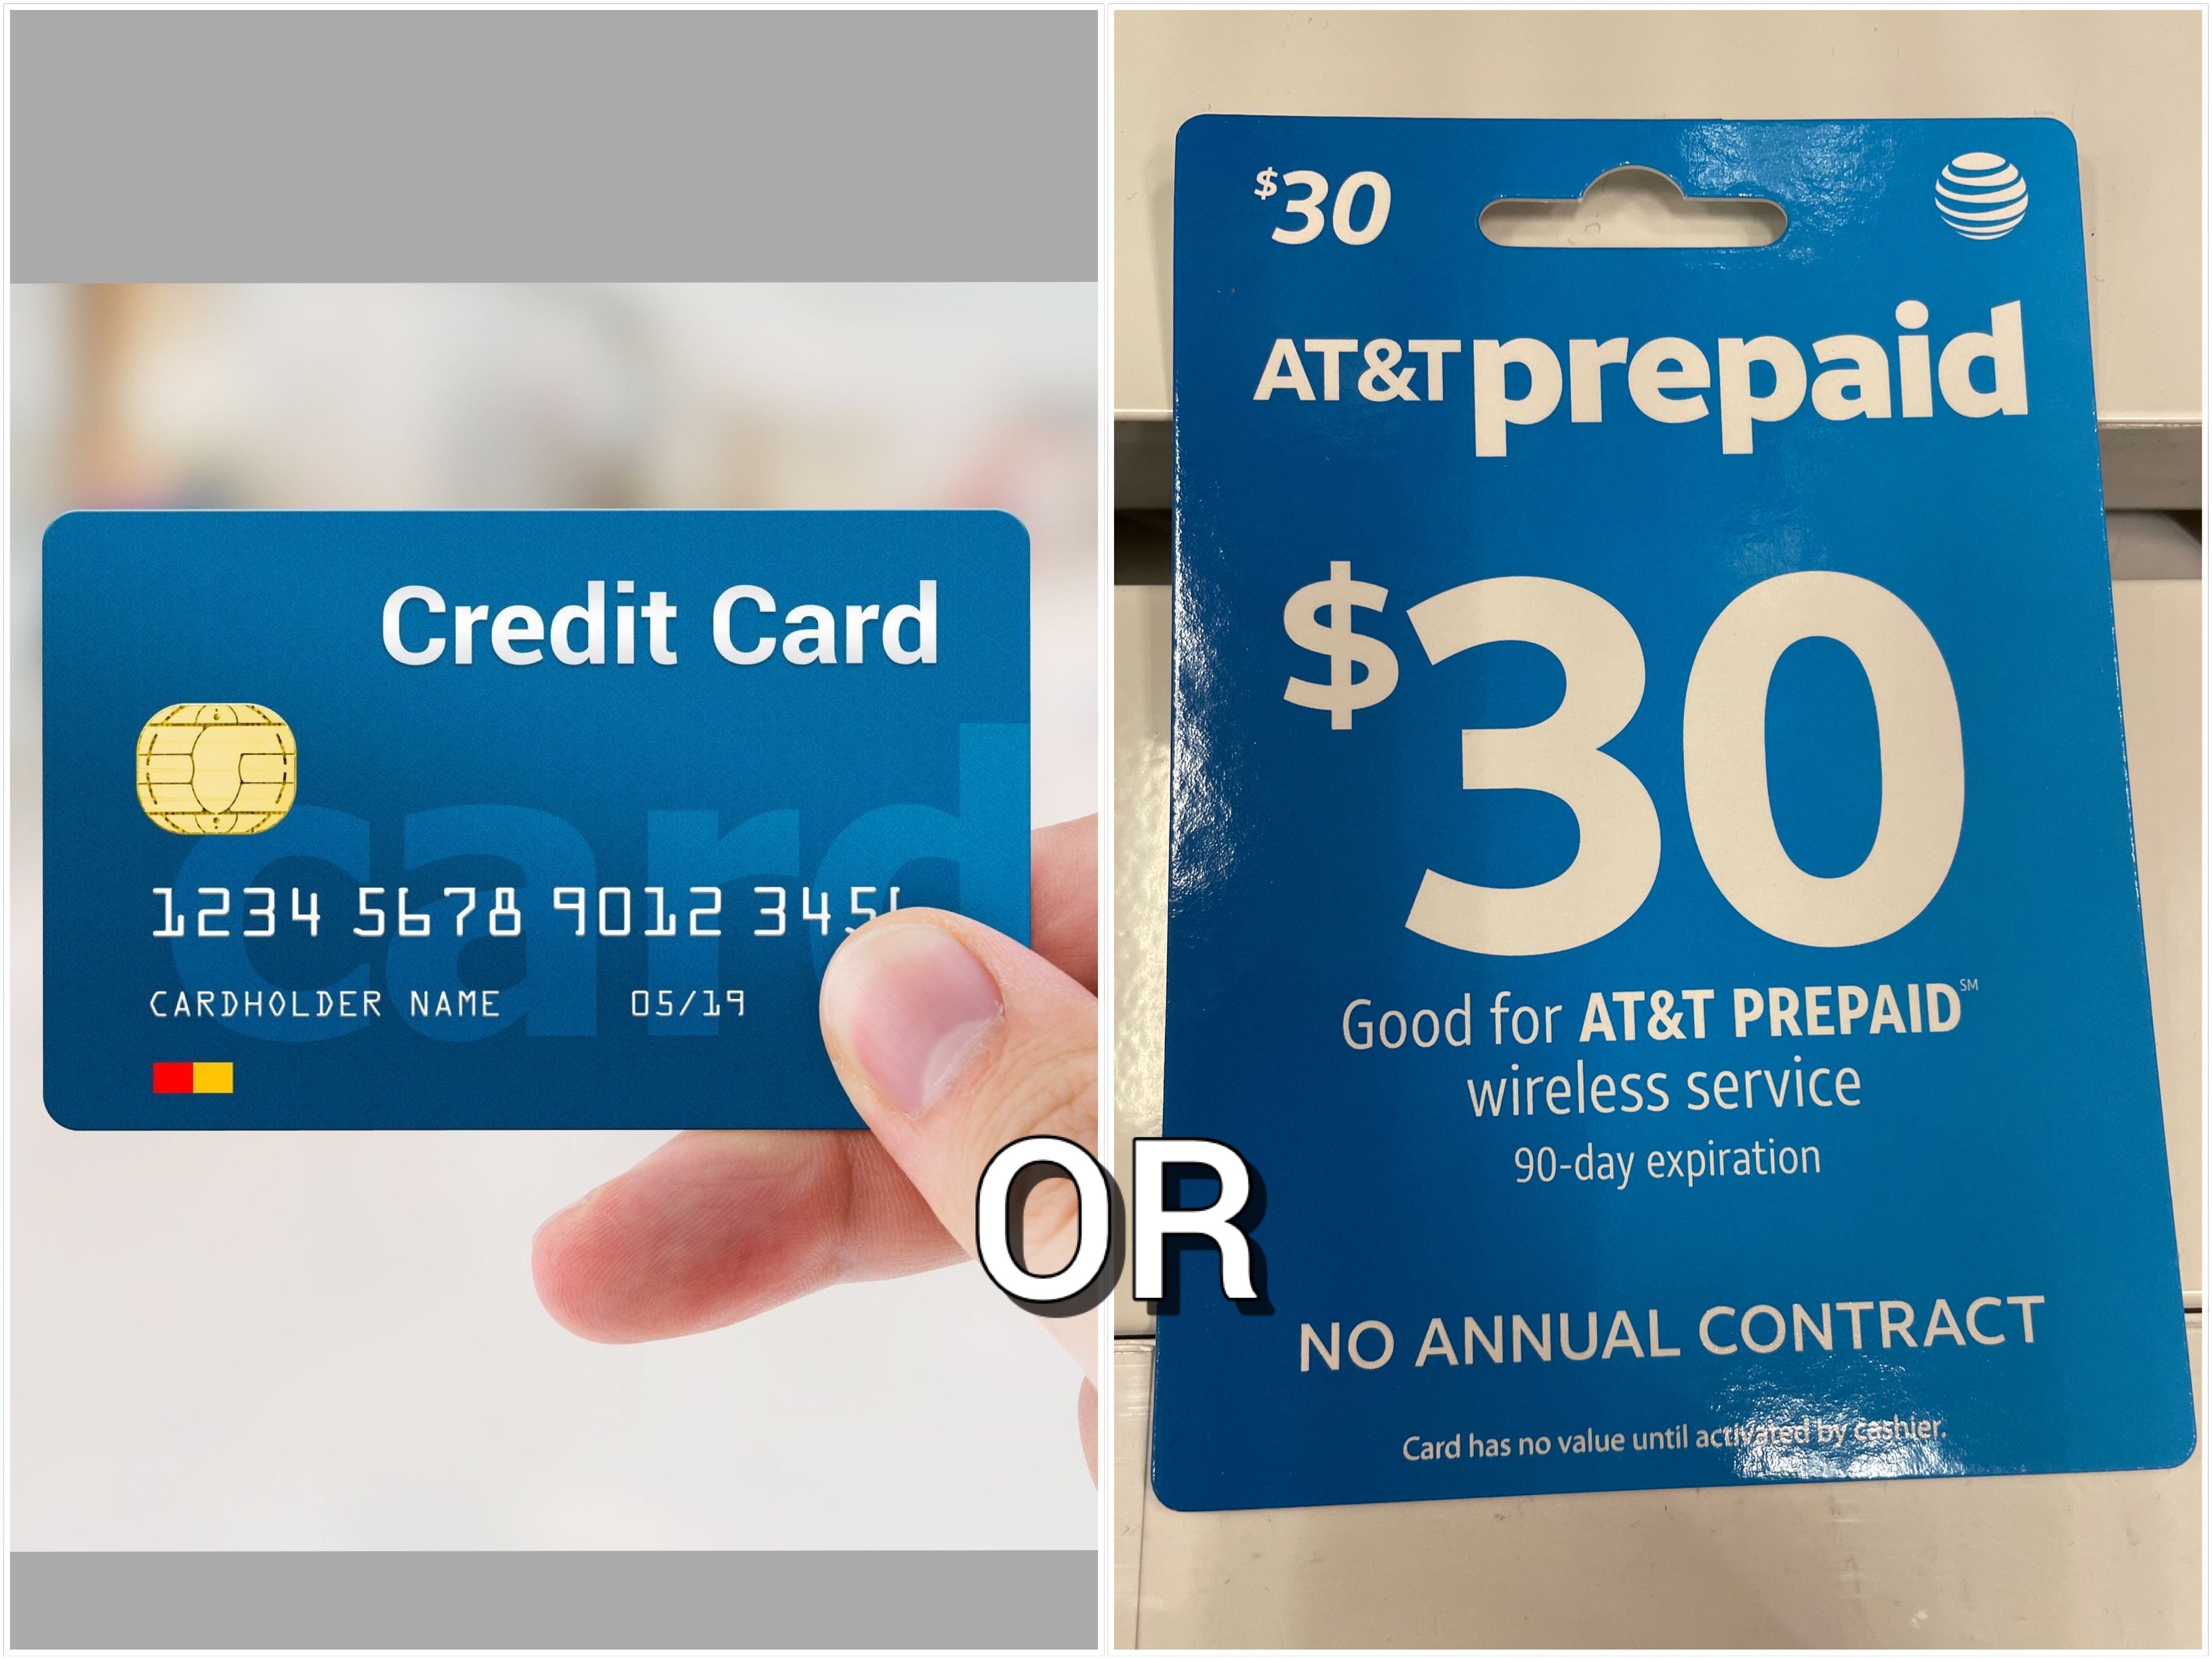 Credit Card
card
1234 5678 9012 345
CARDHOLDER NAME 05/19
OR
$30
AT&T prepaid
$30
Good for AT&T PREPAID℠
wireless service
90-day expiration
NO ANNUAL CONTRACT
Card has no value until activated by cashier.